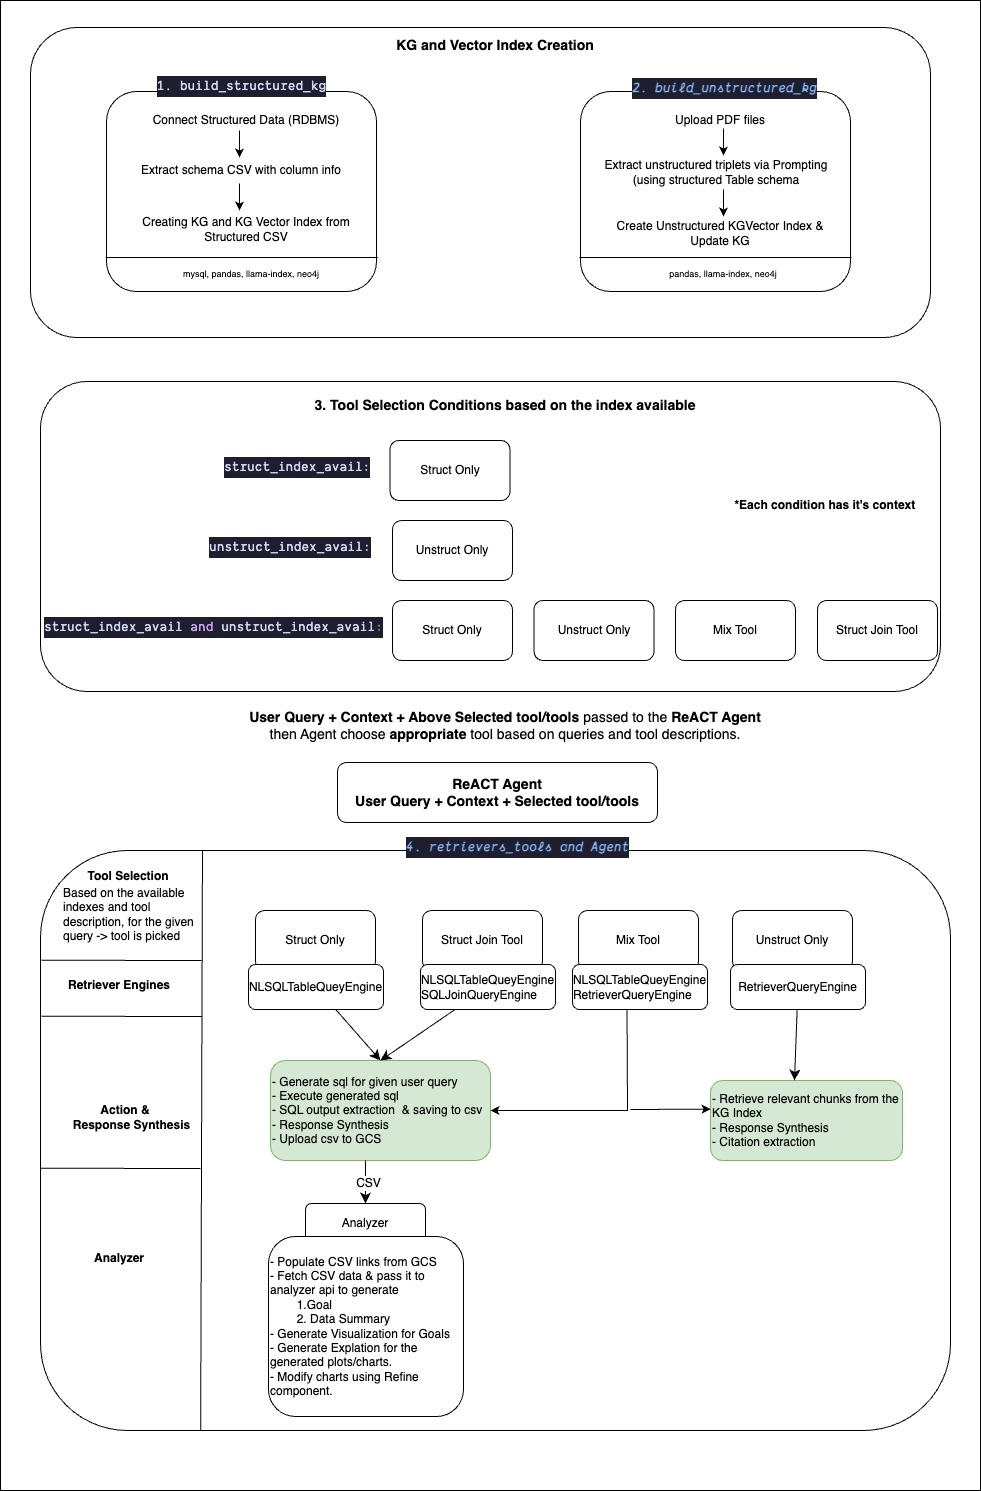 KG and Vector Index Creation
1. build_structured_kg
Connect Structured Data (RDBMS)
Extract schema CSV with column info
Creating KG and KG Vector Index from
Structured CSV
mysql, pandas, llama-index, neo4j
2. build_unstructured_kg
Upload PDF files
Extract unstructured triplets via Prompting
(using structured Table schema
Create Unstructured KGVector Index &
Update KG
pandas, llama-index, neo4j
3. Tool Selection Conditions based on the index available
struct_index_avail:
Struct Only
*Each condition has it's context
unstruct_index_avail:
Unstruct Only
struct_index_avail and unstruct_index_avail:
Struct Only
Unstruct Only
Mix Tool
Struct Join Tool
User Query + Context + Above Selected tool/tools passed to the ReACT Agent
then Agent choose appropriate tool based on queries and tool descriptions.
ReACT Agent
User Query + Context + Selected tool/tools
4. retrievers_tools and Agent
Tool Selection
Based on the available
indexes and tool
description, for the given
query -> tool is picked
Struct Only
Struct Join Tool
Mix Tool
Unstruct Only
Retriever Engines
NLSQLTableQueyEngine
NLSQLTableQueyEngine
SQLJoinQueryEngine
NLSQLTableQueyEngine
RetrieverQueryEngine
RetrieverQueryEngine
Action &
Response Synthesis
- Generate sql for given user query
- Execute generated sql
- SQL output extraction & saving to csv
- Response Synthesis
- Upload csv to GCS
- Retrieve relevant chunks from the
KG Index
- Response Synthesis
- Citation extraction
CSV
Analyzer
Analyzer
- Populate CSV links from GCS
- Fetch CSV data & pass it to
analyzer api to generate
1.Goal
2. Data Summary
- Generate Visualization for Goals
- Generate Explation for the
generated plots/charts.
- Modify charts using Refine
component.